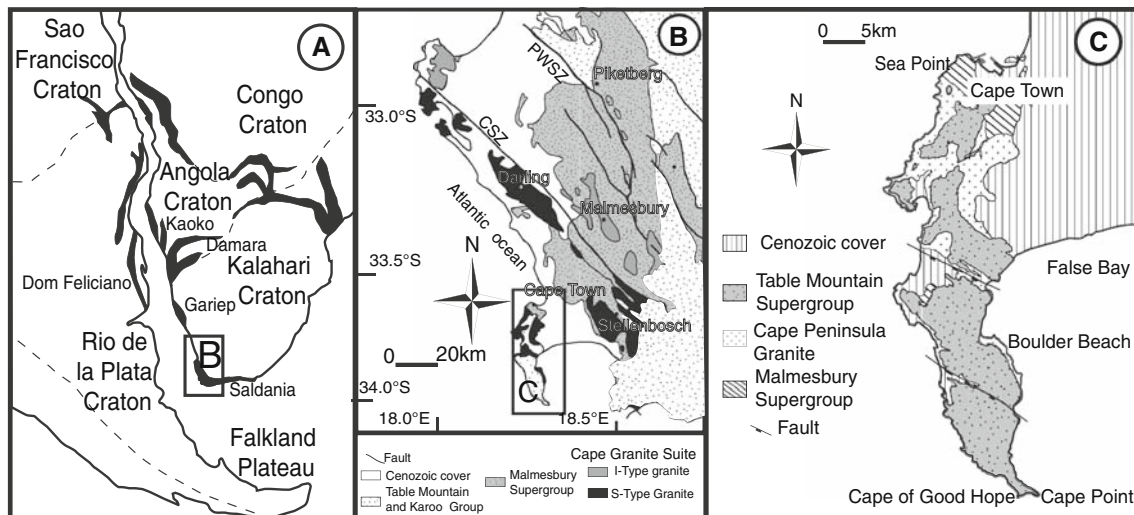 A
Sao
Francisco
Craton
Congo
Craton
Angola
Craton
Kaoko
Damara
Kalahari
Craton
Dom Feliciano
Gariep
Rio de
la Plata
Craton
B
Saldania
Falkland
Plateau
B
PWSZ
Piketberg
33.0°S
CSZ
Darling
Malmesbury
Atlantic ocean
N
33.5°S
Cape Town
Stellenbosch
0 20km
C
34.0°S
18.0°E
18.5°E
Cape Granite Suite
Fault
Cenozoic cover
Table Mountain
and Karoo Group
Malmesbury
Supergroup
I-Type granite
S-Type Granite
C
0 5km
Sea Point
Cape Town
N
Cenozoic cover
Table Mountain
Supergroup
Cape Peninsula
Granite
Malmesbury
Supergroup
Fault
False Bay
Boulder Beach
Cape of Good Hope
Cape Point